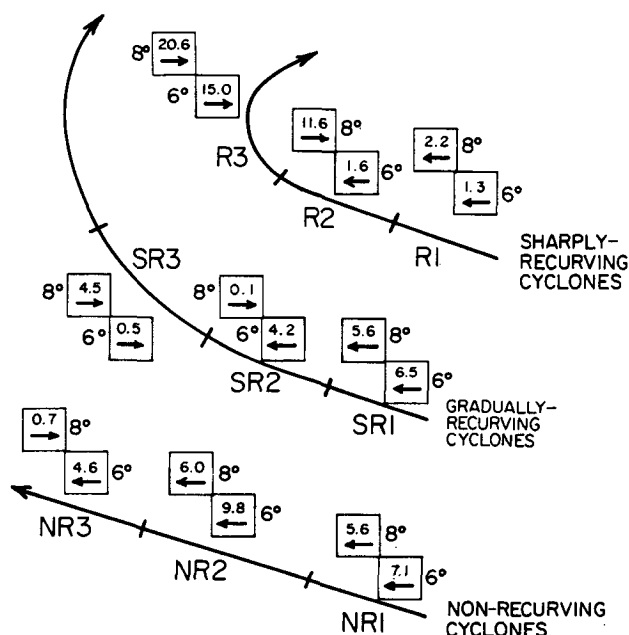 20.6
8°
15.0
6°
R3
11.6
8°
1.6
6°
R2
2.2
8°
1.3
6°
R1
SHARPLY-
RECURVING
CYCLONES
SR3
4.5
8°
0.5
6°
0.1
8°
4.2
6°
SR2
5.6
8°
6.5
6°
SR1
GRADUALLY-
RECURVING
CYCLONES
0.7
8°
4.6
6°
NR3
6.0
8°
9.8
6°
NR2
5.6
8°
7.1
6°
NR1
NON-RECURVING
CYCLONES